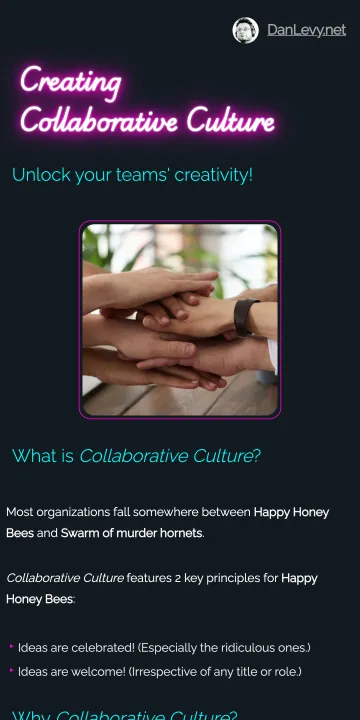 DanLevy.net
Creating
Collaborative Culture
Unlock your teams' creativity!
What is Collaborative Culture?
Most organizations fall somewhere between Happy Honey
Bees and Swarm of murder hornets.
Collaborative Culture features 2 key principles for Happy
Honey Bees:
Ideas are celebrated! (Especially the ridiculous ones.)
Ideas are welcome! (Irrespective of any title or role.)
Why Collaborative Culture?